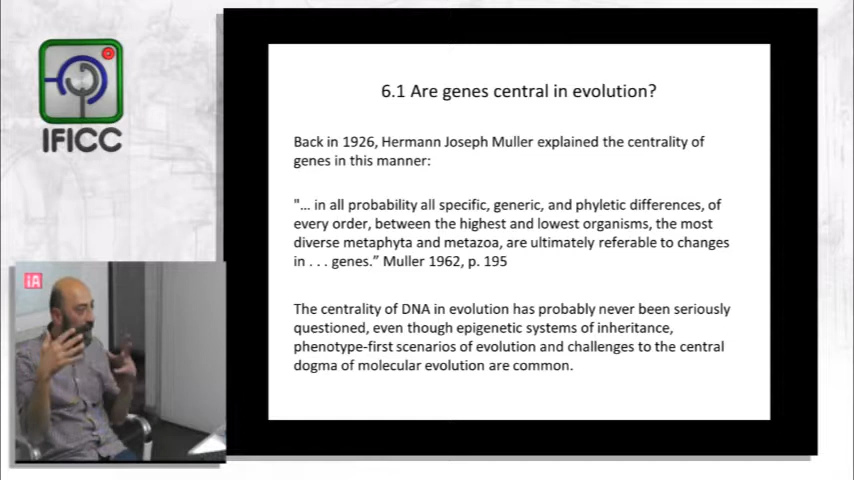 IFICC
6.1 Are genes central in evolution?
Back in 1926, Hermann Joseph Muller explained the centrality of
genes in this manner:
"... in all probability all specific, generic, and phyletic differences, of
every order, between the highest and lowest organisms, the most
diverse metaphyta and metazoa, are ultimately referable to changes
in . . . genes.” Muller 1962, p. 195
The centrality of DNA in evolution has probably never been seriously
questioned, even though epigenetic systems of inheritance,
phenotype-first scenarios of evolution and challenges to the central
dogma of molecular evolution are common.
iA